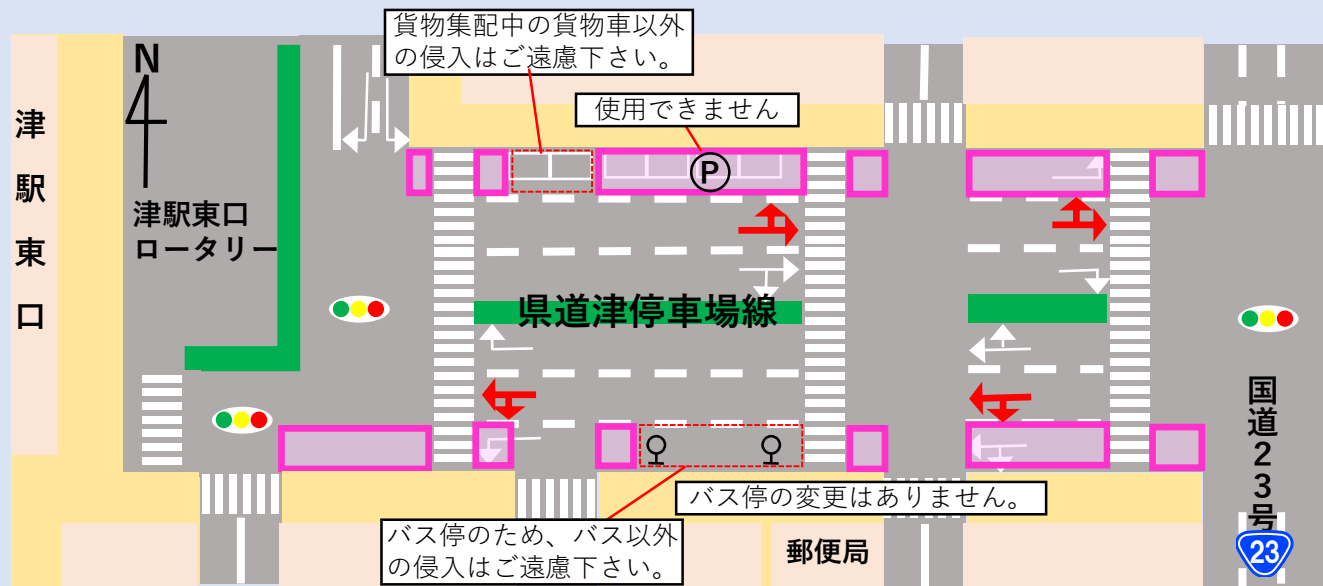 貨物集配中の貨物車以外
の侵入はご遠慮下さい。
N
使用できません
津駅東口
P
津駅東口
ロータリー
県道津停車場線
国道23号
バス停の変更はありません。
バス停のため、バス以外
の侵入はご遠慮下さい。
郵便局
23